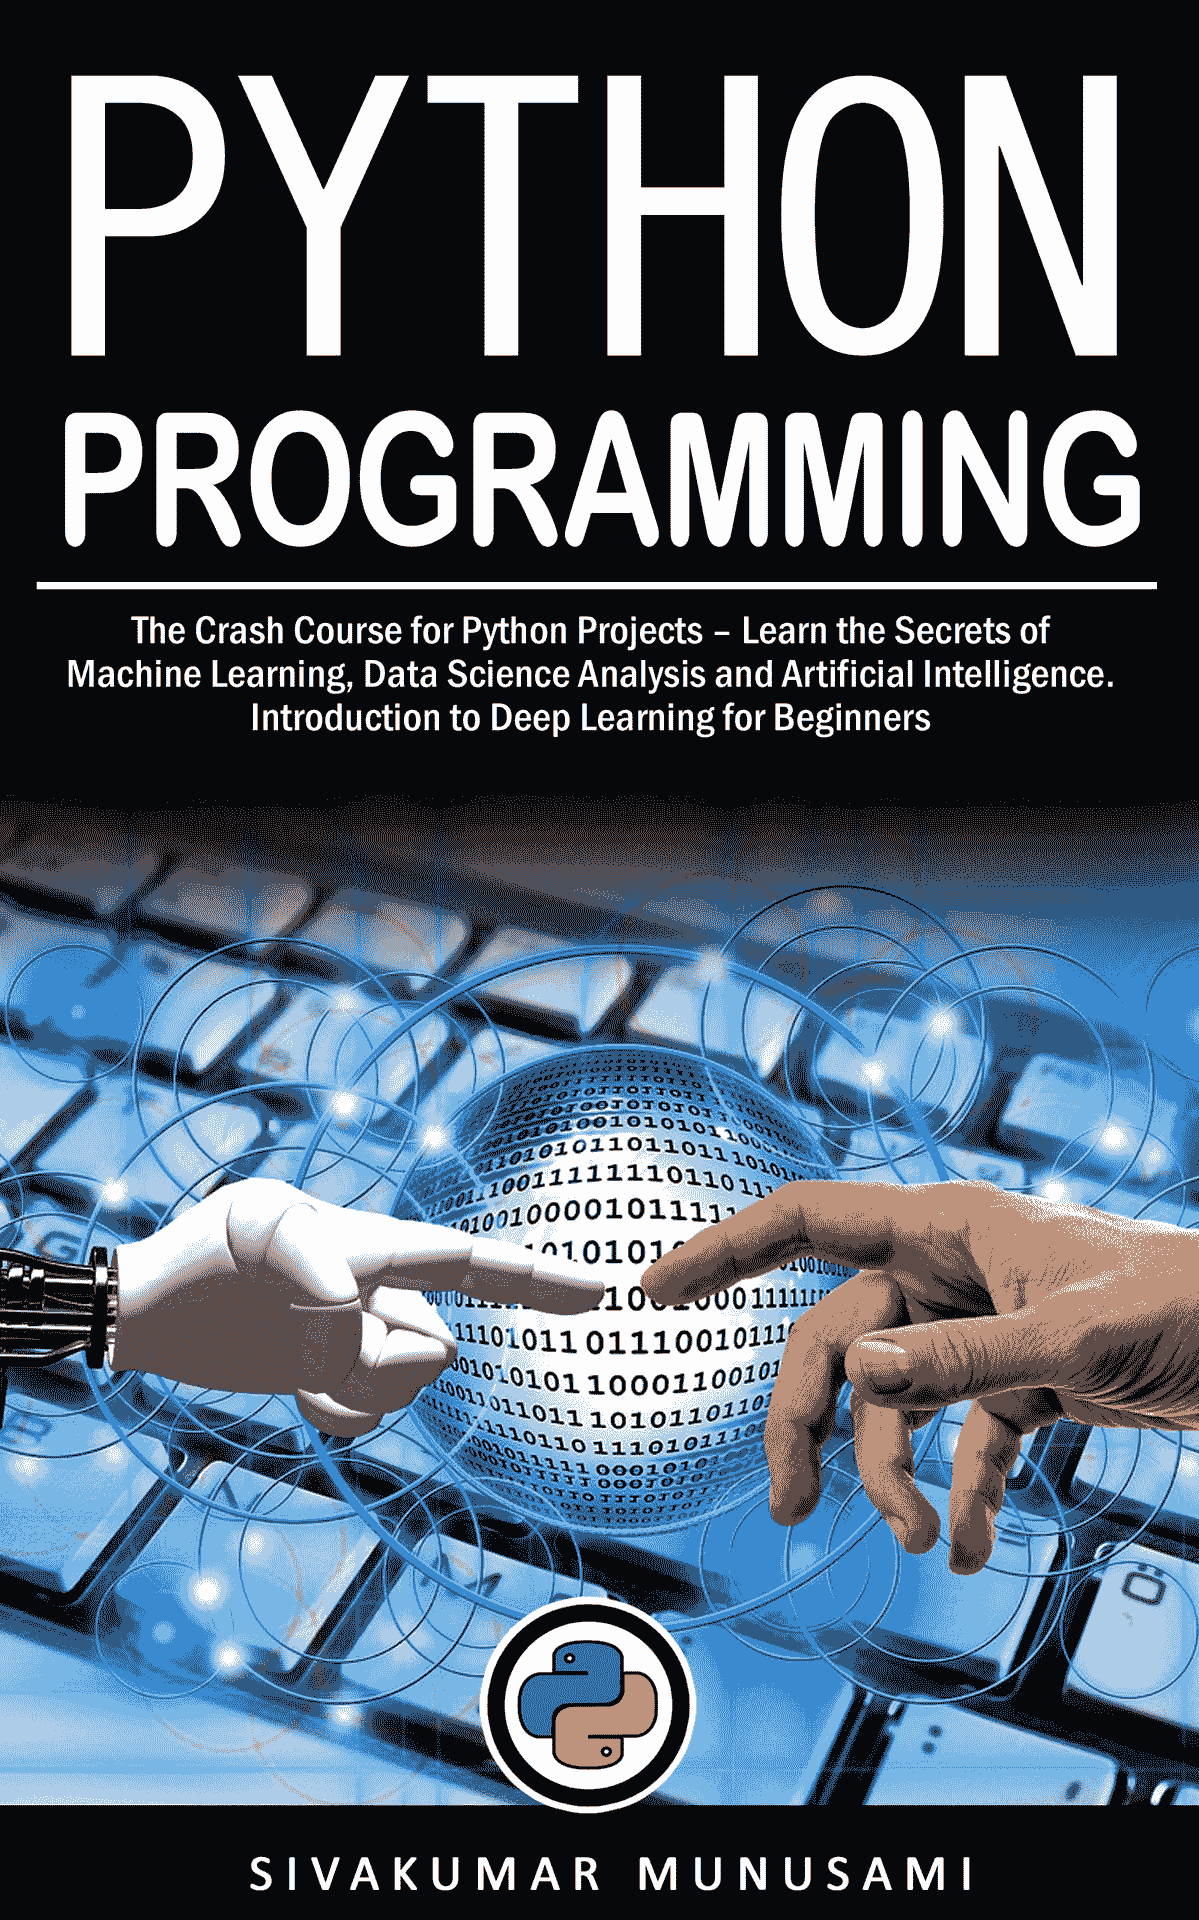 PYTHON
PROGRAMMING
The Crash Course for Python Projects – Learn the Secrets of
Machine Learning, Data Science Analysis and Artificial Intelligence.
Introduction to Deep Learning for Beginners
SIVAKUMAR MUNUSAMI